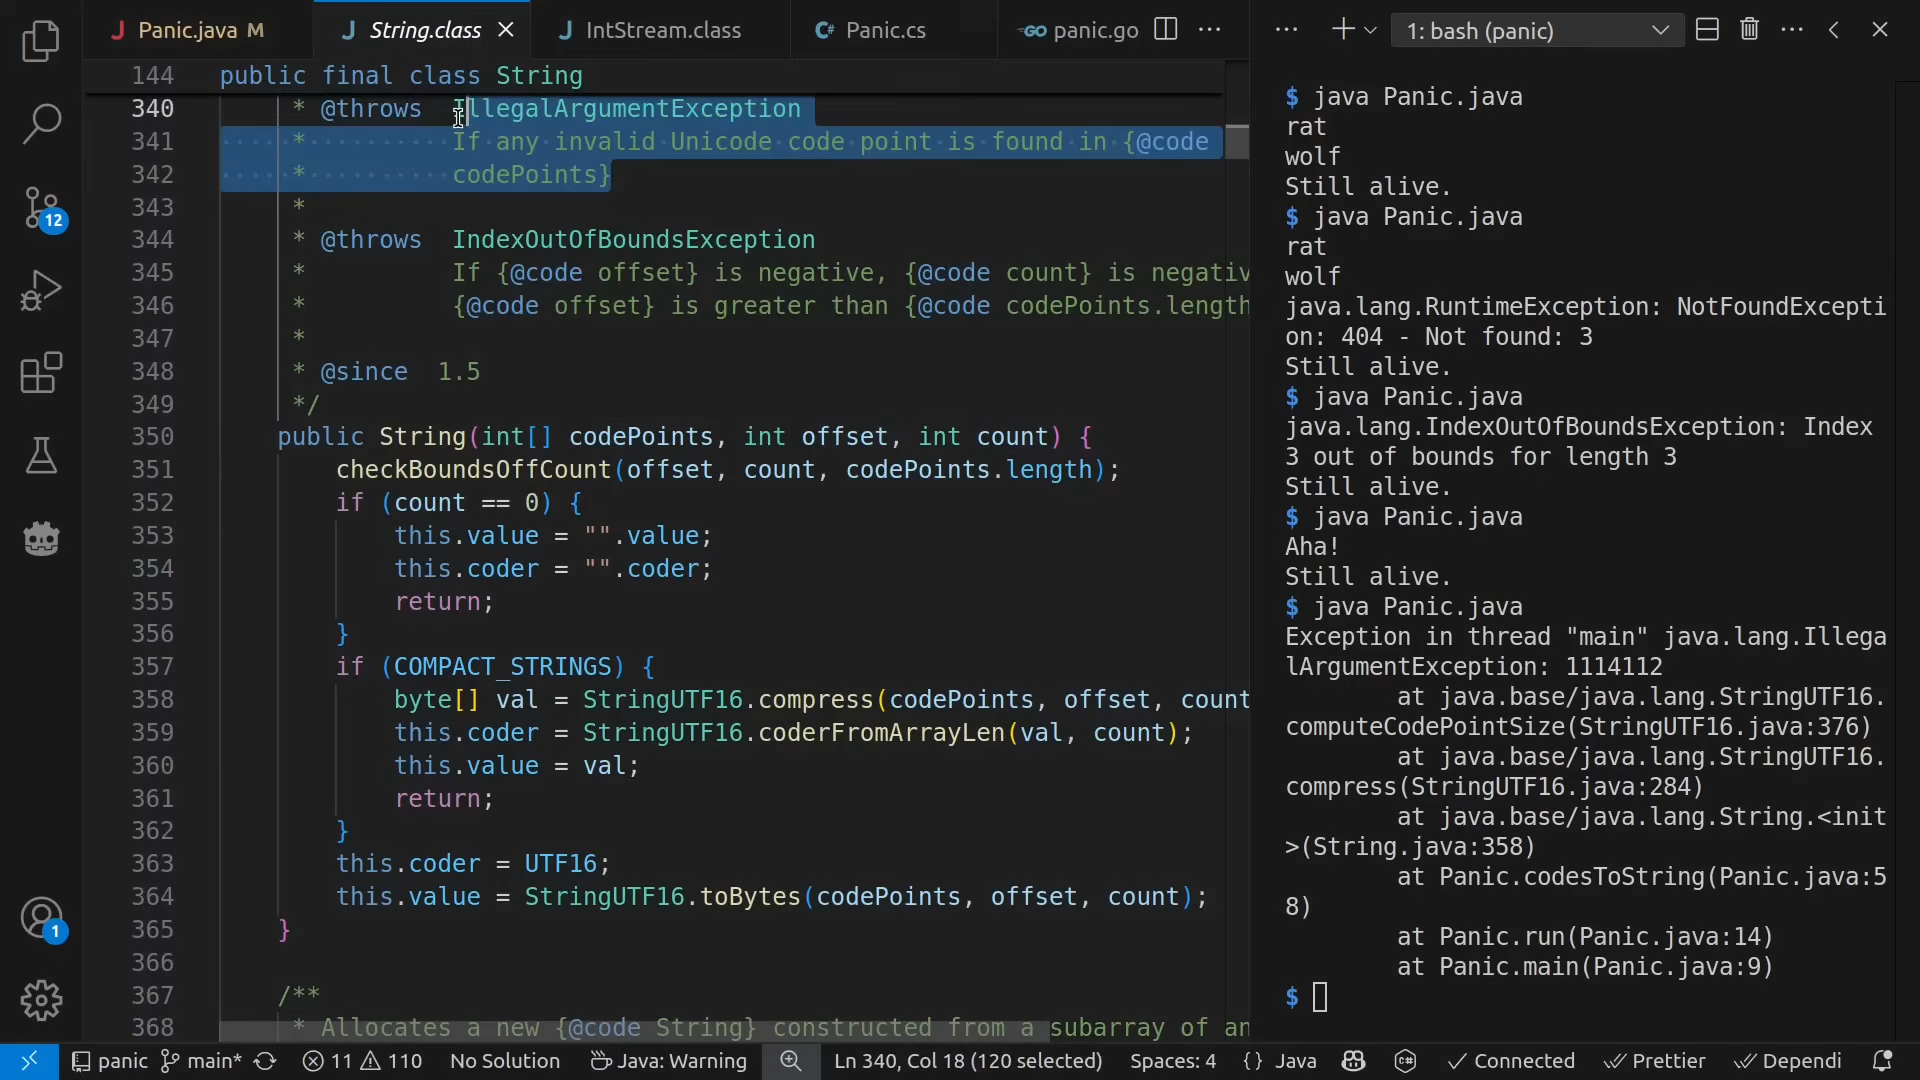 Panic.java M
String.class
IntStream.class
Panic.cs
panic.go
1: bash (panic)
144 public final class String
340 * @throws IllegalArgumentException
341 * If any invalid Unicode code point is found in {@code
342 * codePoints}
343 *
344 * @throws IndexOutOfBoundsException
345 * If {@code offset} is negative, {@code count} is negativ
346 * {@code offset} is greater than {@code codePoints.length
347 *
348 * @since 1.5
349 */
350 public String(int[] codePoints, int offset, int count) {
351 checkBoundsOffCount(offset, count, codePoints.length);
352 if (count == 0) {
353 this.value = "".value;
354 this.coder = "".coder;
355 return;
356 }
357 if (COMPACT_STRINGS) {
358 byte[] val = StringUTF16.compress(codePoints, offset, count
359 this.coder = StringUTF16.coderFromArrayLen(val, count);
360 this.value = val;
361 return;
362 }
363 this.coder = UTF16;
364 this.value = StringUTF16.toBytes(codePoints, offset, count);
365 }
366
367 /**
368 * Allocates a new {@code String} constructed from a subarray of an
$ java Panic.java
rat
wolf
Still alive.
$ java Panic.java
rat
wolf
java.lang.RuntimeException: NotFoundExcepti
on: 404 - Not found: 3
Still alive.
$ java Panic.java
java.lang.IndexOutOfBoundsException: Index
3 out of bounds for length 3
Still alive.
$ java Panic.java
Aha!
Still alive.
$ java Panic.java
Exception in thread "main" java.lang.Illega
lArgumentException: 1114112
at java.base/java.lang.StringUTF16.
computeCodePointSize(StringUTF16.java:376)
at java.base/java.lang.StringUTF16.
compress(StringUTF16.java:284)
at java.base/java.lang.String.<init
>(String.java:358)
at Panic.codesToString(Panic.java:5
8)
at Panic.run(Panic.java:14)
at Panic.main(Panic.java:9)
$
12
1
panic main* 11 110 No Solution Java: Warning Ln 340, Col 18 (120 selected) Spaces: 4 {} Java Connected Prettier Dependi